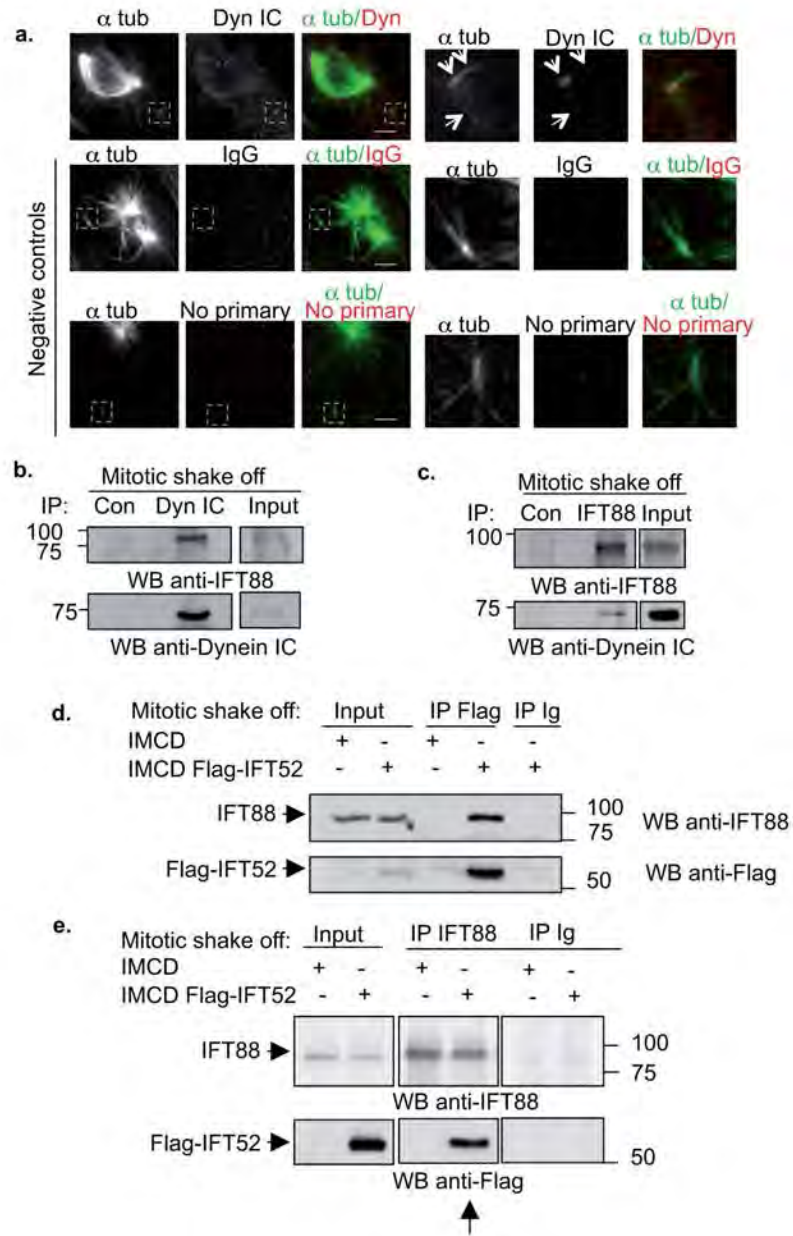 a.
α tub Dyn IC α tub/Dyn
α tub Dyn IC α tub/Dyn
Negative controls
α tub IgG α tub/IgG
α tub IgG α tub/IgG
α tub No primary α tub/
No primary
α tub No primary α tub/
No primary
b.
Mitotic shake off
IP: Con Dyn IC Input
100
75
WB anti-IFT88
75
WB anti-Dynein IC
c.
Mitotic shake off
IP: Con IFT88 Input
100
WB anti-IFT88
75
WB anti-Dynein IC
d.
Mitotic shake off: Input IP Flag IP Ig
IMCD + - + - -
IMCD Flag-IFT52 - + - + +
IFT88 100
75 WB anti-IFT88
Flag-IFT52 50 WB anti-Flag
e.
Mitotic shake off: Input IP IFT88 IP Ig
IMCD + - + - + -
IMCD Flag-IFT52 - + - + - +
IFT88 100
75
WB anti-IFT88
Flag-IFT52 50
WB anti-Flag